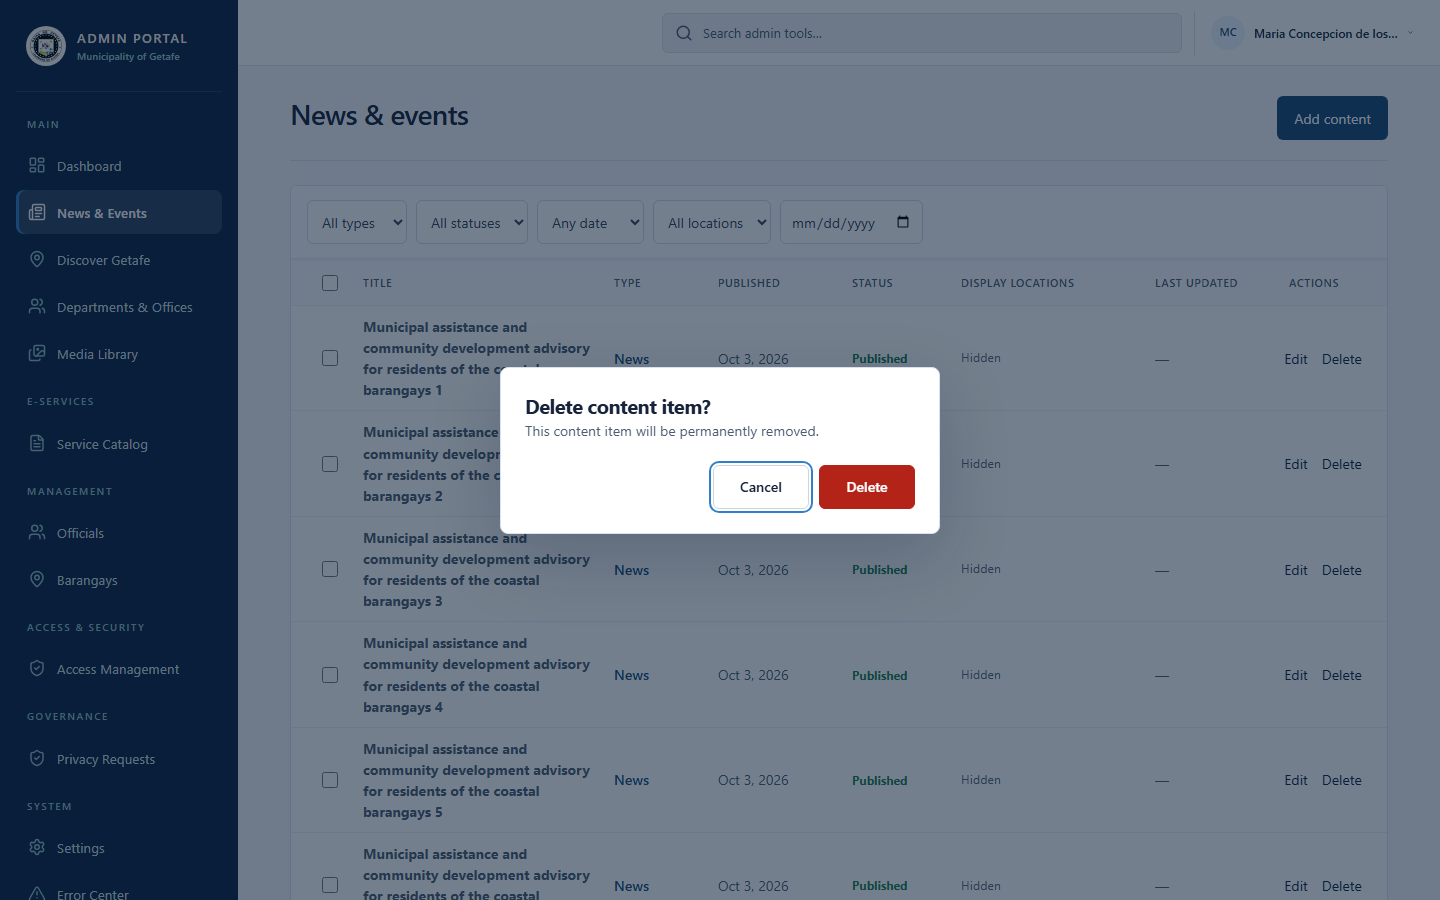 ADMIN PORTAL
Municipality of Getafe
MAIN
Dashboard
News & Events
Discover Getafe
Departments & Offices
Media Library
E-SERVICES
Service Catalog
MANAGEMENT
Officials
Barangays
ACCESS & SECURITY
Access Management
GOVERNANCE
Privacy Requests
SYSTEM
Settings
Error Center
Search admin tools...
MC Maria Concepcion de los...
News & events
Add content
All types All statuses Any date All locations mm/dd/yyyy
TITLE TYPE PUBLISHED STATUS DISPLAY LOCATIONS LAST UPDATED ACTIONS
Municipal assistance and
community development advisory
for residents of the coastal
barangays 1
News Oct 3, 2026 Published Hidden — Edit Delete
Municipal assistance
community developm
for residents of the c
barangays 2
Hidden — Edit Delete
Delete content item?
This content item will be permanently removed.
Cancel Delete
Municipal assistance and
community development advisory
for residents of the coastal
barangays 3
News Oct 3, 2026 Published Hidden — Edit Delete
Municipal assistance and
community development advisory
for residents of the coastal
barangays 4
News Oct 3, 2026 Published Hidden — Edit Delete
Municipal assistance and
community development advisory
for residents of the coastal
barangays 5
News Oct 3, 2026 Published Hidden — Edit Delete
Municipal assistance and
community development advisory
for residents of the coastal
News Oct 3, 2026 Published Hidden — Edit Delete